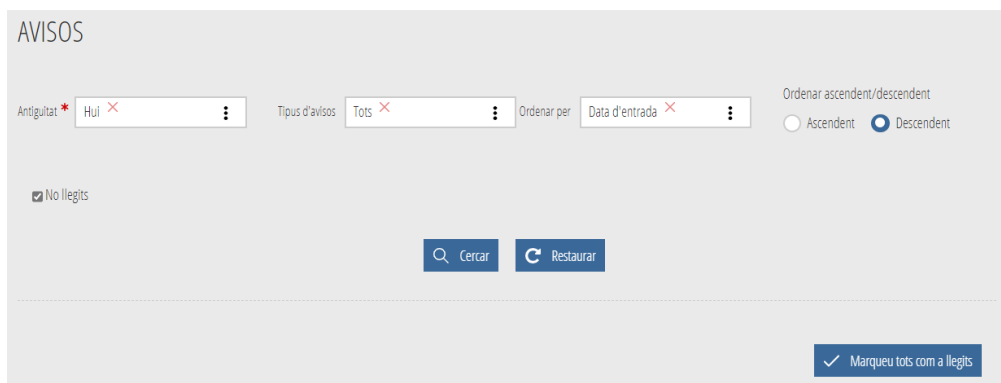 AVISOS
Antiguitat * Hui Tipus d'avisos Tots Ordenar per Data d'entrada
Ordenar ascendent/descendent
Ascendent Descendent
No llegits
Cercar Restaurar
Marqueu tots com a llegits